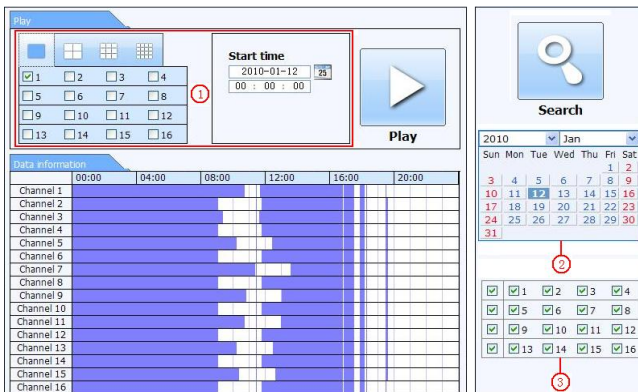 Play
1 2 3 4
5 6 7 8
9 10 11 12
13 14 15 16
1
Start time
2010-01-12 25
00 : 00 : 00
Play
Data information
00:00 04:00 08:00 12:00 16:00 20:00
Channel 1
Channel 2
Channel 3
Channel 4
Channel 5
Channel 6
Channel 7
Channel 8
Channel 9
Channel 10
Channel 11
Channel 12
Channel 13
Channel 14
Channel 15
Channel 16
Search
2010 Jan
Sun Mon Tue Wed Thu Fri Sat
1 2
3 4 5 6 7 8 9
10 11 12 13 14 15 16
17 18 19 20 21 22 23
24 25 26 27 28 29 30
31
2
1 2 3 4
5 6 7 8
9 10 11 12
13 14 15 16
3